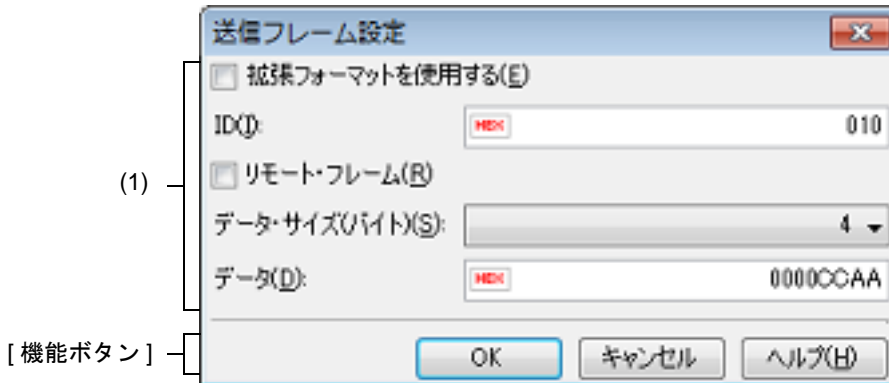 送信フレーム設定
拡張フォーマットを使用する(E)
ID(I): HEX 010
(1)
リモート・フレーム(R)
データ・サイズ(バイト)(S): 4
データ(D): HEX 0000CCAA
[ 機能ボタン ]
OK キャンセル ヘルプ(H)